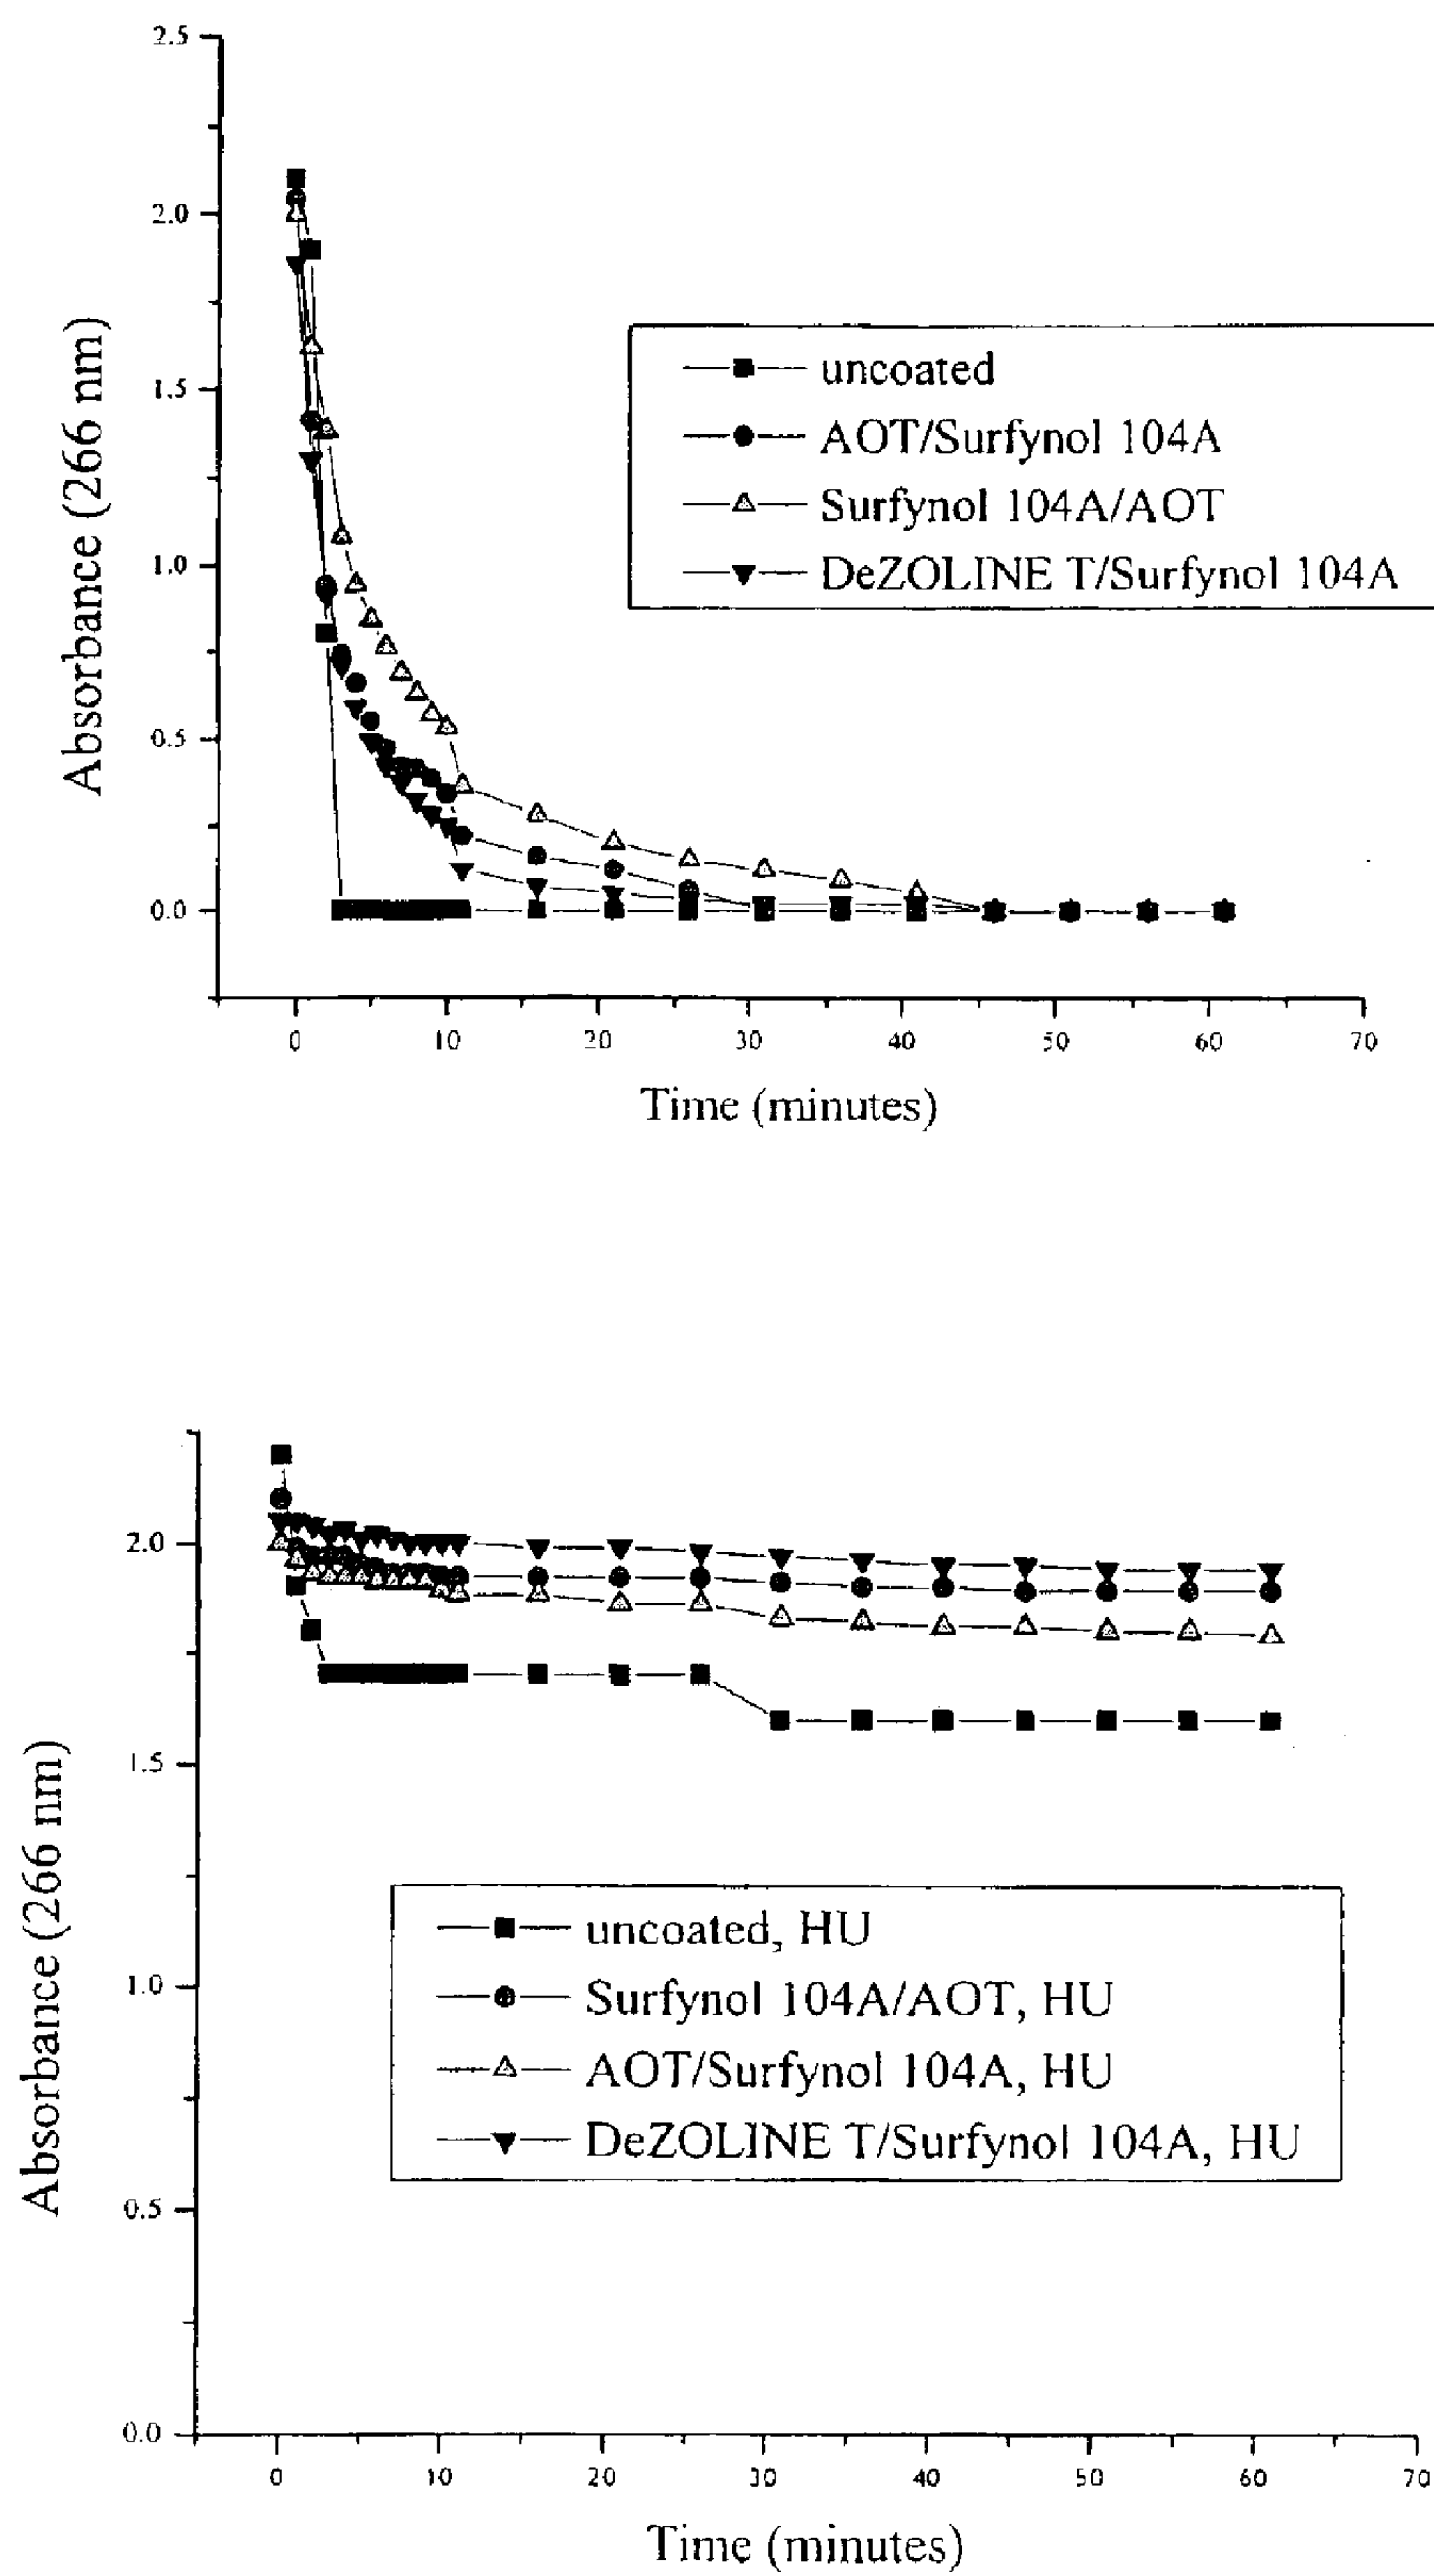 2.5
2.0
1.5
1.0
0.5
0.0
Absorbance (266 nm)
uncoated
AOT/Surfynol 104A
Surfynol 104A/AOT
DeZOLINE T/Surfynol 104A
0 10 20 30 40 50 60 70
Time (minutes)
2.0
1.5
1.0
0.5
0.0
Absorbance (266 nm)
uncoated, HU
Surfynol 104A/AOT, HU
AOT/Surfynol 104A, HU
DeZOLINE T/Surfynol 104A, HU
0 10 20 30 40 50 60 70
Time (minutes)